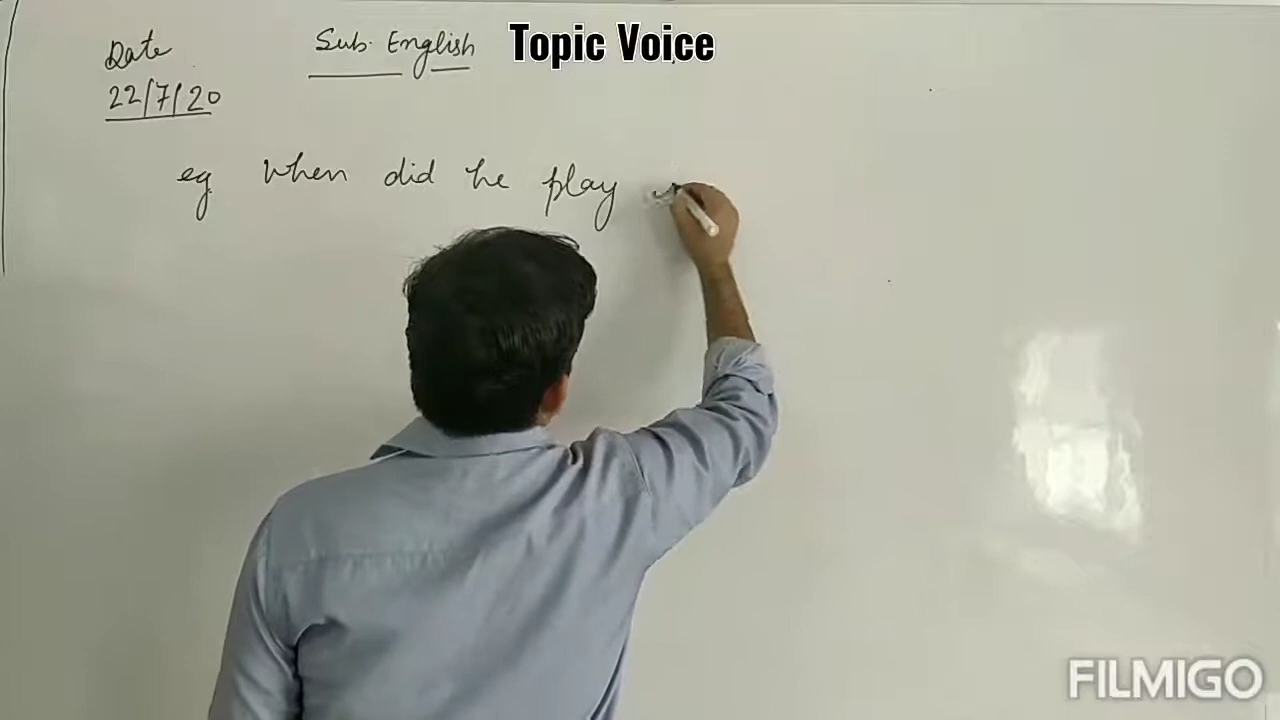 Date
Sub. English
Topic Voice
22/7/20
eg When did he play
FILMIGO